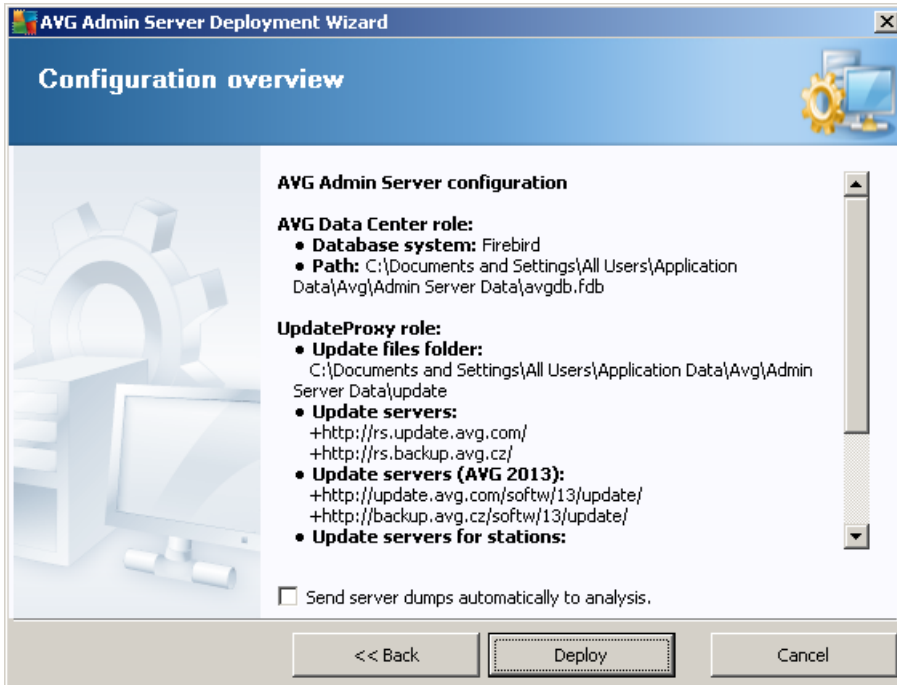 AVG Admin Server Deployment Wizard
Configuration overview
AVG Admin Server configuration
AVG Data Center role:
• Database system: Firebird
• Path: C:\Documents and Settings\All Users\Application
Data\Avg\Admin Server Data\avgdb.fdb
UpdateProxy role:
• Update files folder:
C:\Documents and Settings\All Users\Application Data\Avg\Admin
Server Data\update
• Update servers:
+http://rs.update.avg.com/
+http://rs.backup.avg.cz/
• Update servers (AVG 2013):
+http://update.avg.com/softw/13/update/
+http://backup.avg.cz/softw/13/update/
• Update servers for stations:
Send server dumps automatically to analysis.
<< Back
Deploy
Cancel